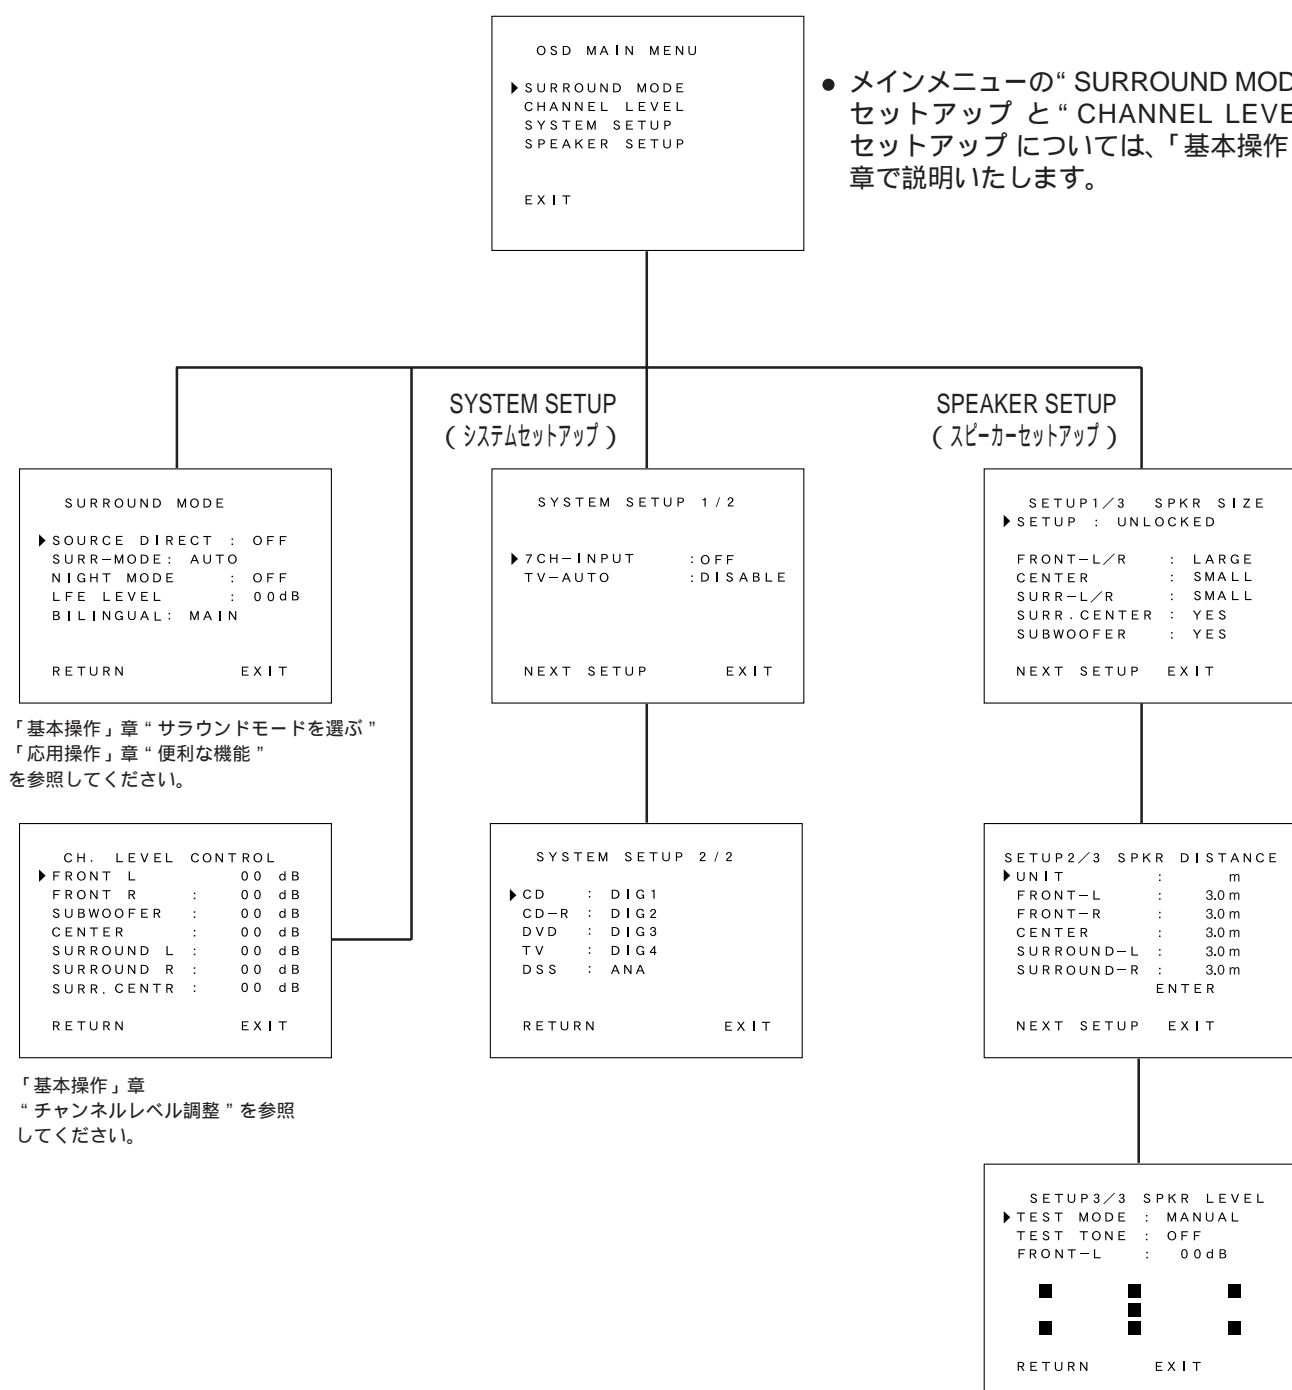 OSD MAIN MENU
SURROUND MODE
CHANNEL LEVEL
SYSTEM SETUP
SPEAKER SETUP
EXIT
● メインメニューの“ SURROUND MOD
セットアップ と “ CHANNEL LEVE
セットアップ については、「 基本操作
章で説明いたします。
SYSTEM SETUP
( システムセットアップ )
SPEAKER SETUP
( スピーカーセットアップ )
SURROUND MODE
SOURCE DIRECT : OFF
SURR-MODE: AUTO
NIGHT MODE : OFF
LFE LEVEL : 00dB
BILINGUAL: MAIN
RETURN EXIT
「 基本操作 」章 “ サラウンドモードを選ぶ ”
「 応用操作 」章 “ 便利な機能 ”
を参照してください。
SYSTEM SETUP 1/2
7CH-INPUT :OFF
TV-AUTO :DISABLE
NEXT SETUP EXIT
SETUP1/3 SPKR SIZE
SETUP : UNLOCKED
FRONT-L/R : LARGE
CENTER : SMALL
SURR-L/R : SMALL
SURR.CENTER : YES
SUBWOOFER : YES
NEXT SETUP EXIT
CH. LEVEL CONTROL
FRONT L 00 dB
FRONT R : 00 dB
SUBWOOFER : 00 dB
CENTER : 00 dB
SURROUND L : 00 dB
SURROUND R : 00 dB
SURR. CENTR : 00 dB
RETURN EXIT
「 基本操作 」章
“ チャンネルレベル調整 ” を参照
してください。
SYSTEM SETUP 2/2
CD : DIG1
CD-R : DIG2
DVD : DIG3
TV : DIG4
DSS : ANA
RETURN EXIT
SETUP2/3 SPKR DISTANCE
UNIT : m
FRONT-L : 3.0 m
FRONT-R : 3.0 m
CENTER : 3.0 m
SURROUND-L : 3.0 m
SURROUND-R : 3.0 m
ENTER
NEXT SETUP EXIT
SETUP3/3 SPKR LEVEL
TEST MODE : MANUAL
TEST TONE : OFF
FRONT-L : 00dB
RETURN EXIT